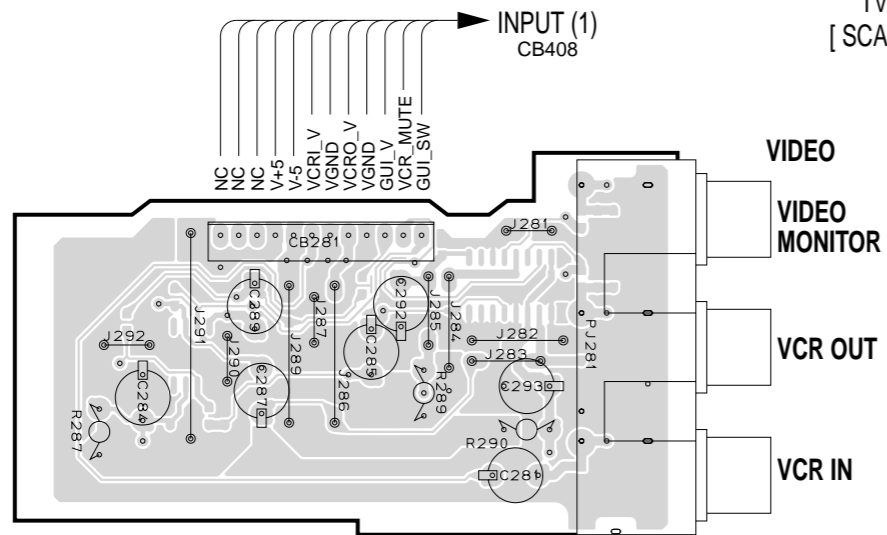 INPUT (1)
CB408
TV
[ SCA
NC
NC
NC
V+5
V-5
VCRI_V
VGND
VCRO_V
VGND
GUI_V
VCR_MUTE
GUI_SW
VIDEO
VIDEO
MONITOR
VCR OUT
VCR IN
CB281
J281
J291
C289
J287
C292
J285
J284
J292
J290
J289
C285
J282
J283
PJ281
C284
C287
J286
R289
C293
R287
R290
C281